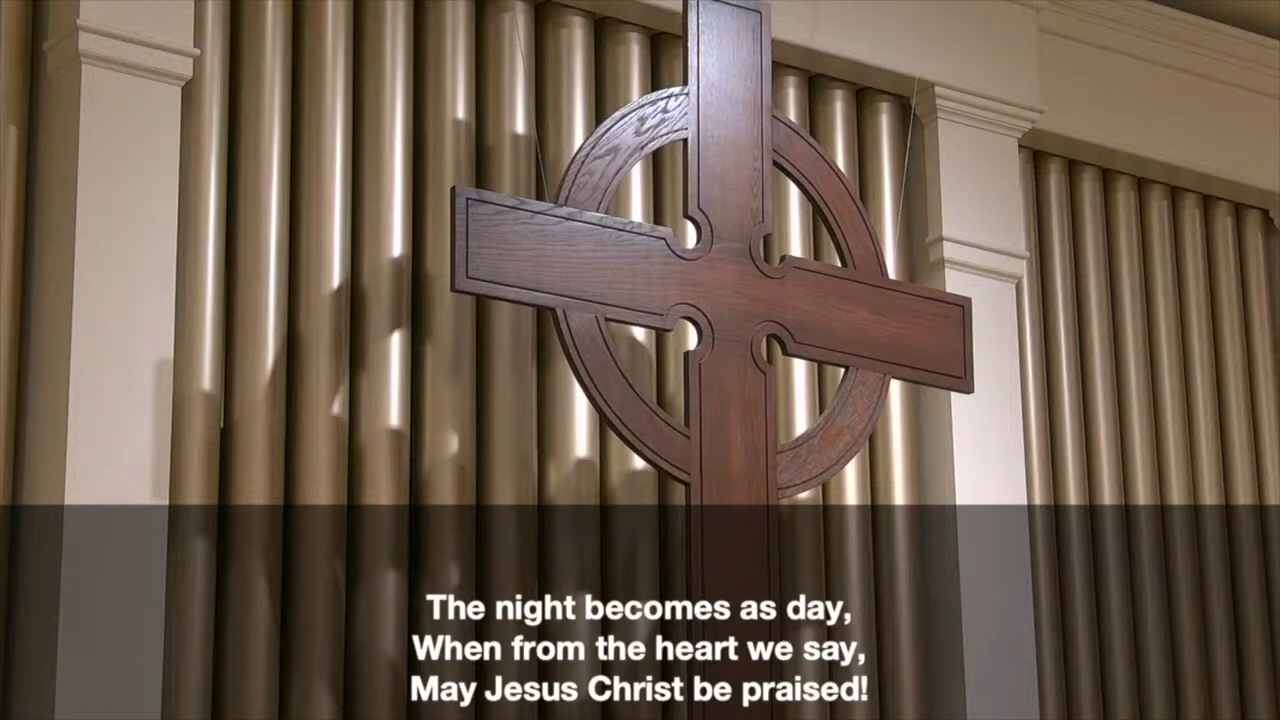 The night becomes as day,
When from the heart we say,
May Jesus Christ be praised!